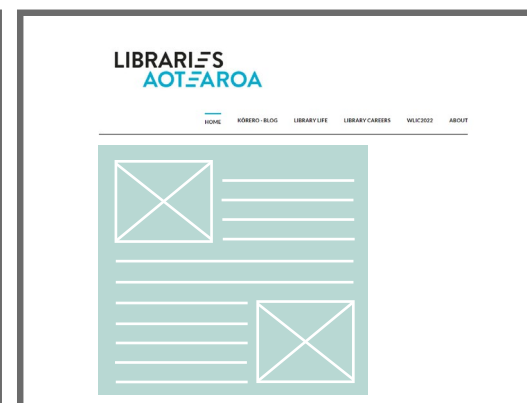 LIBRARIES
AOTEAROA
HOME KŌRERO - BLOG LIBRARY LIFE LIBRARY CAREERS WLIC2022 ABOUT